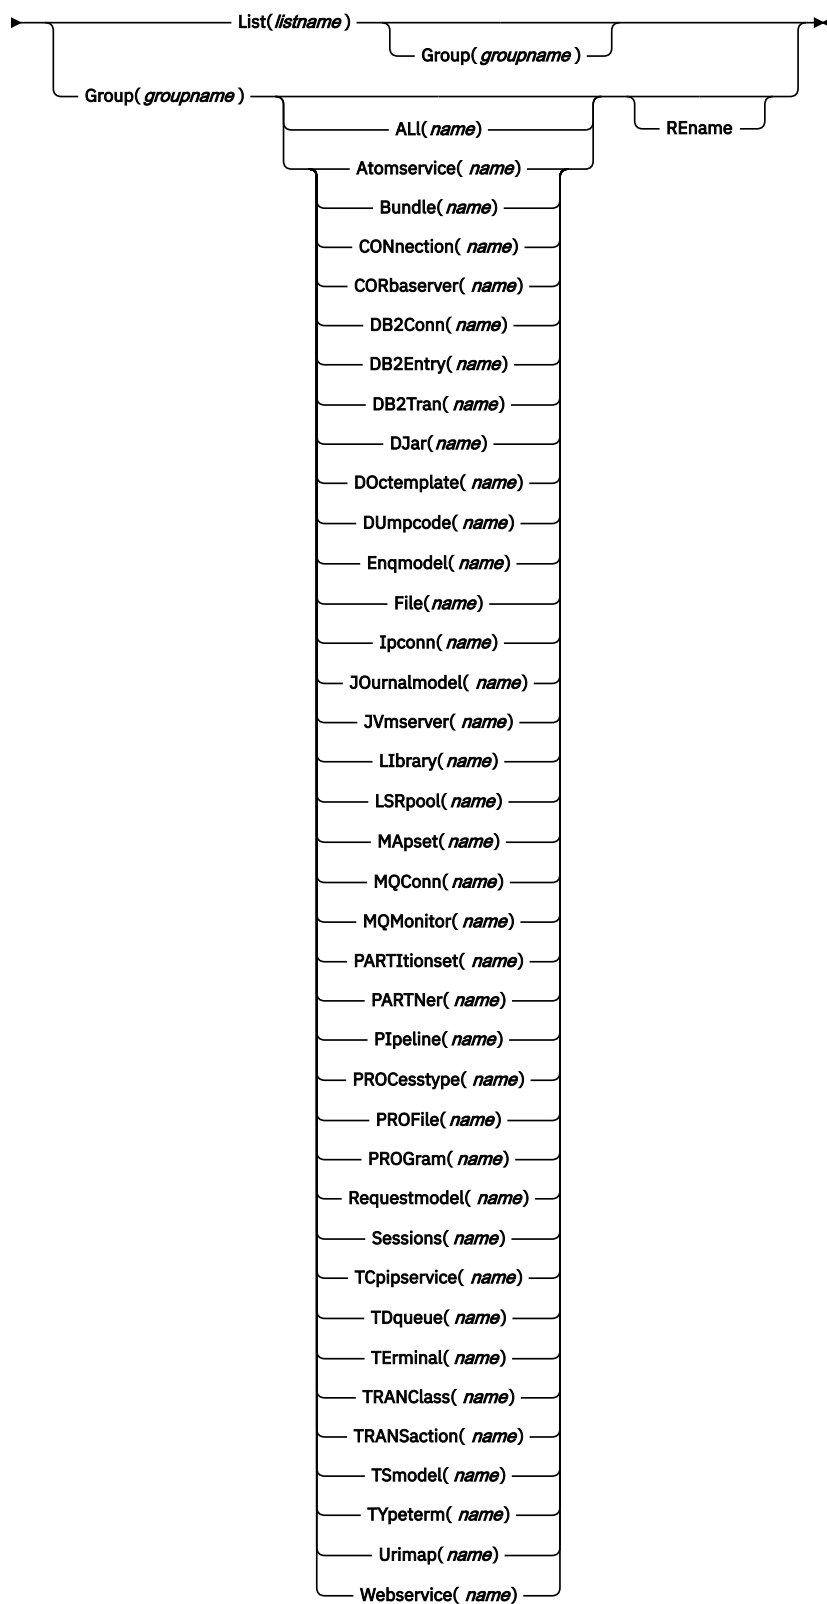 List(listname)
Group(groupname)
Group(groupname)
ALl(name)
REname
Atomservice( name)
Bundle(name)
CONnection( name)
CORbaserver( name)
DB2Conn(name)
DB2Entry(name)
DB2Tran(name)
DJar(name)
DOctemplate( name)
DUmpcode( name)
Enqmodel(name)
File(name)
Ipconn(name)
JOurnalmodel( name)
JVmserver( name)
LIbrary(name)
LSRpool(name)
MApset(name)
MQConn(name)
MQMonitor( name)
PARTItionset( name)
PARTNer(name)
PIpeline(name)
PROCesstype( name)
PROFile(name)
PROGram(name)
Requestmodel( name)
Sessions( name)
TCpipservice( name)
TDqueue( name)
TErminal( name)
TRANClass( name)
TRANSaction( name)
TSmodel(name)
TYpeterm( name)
Urimap(name)
Webservice( name)